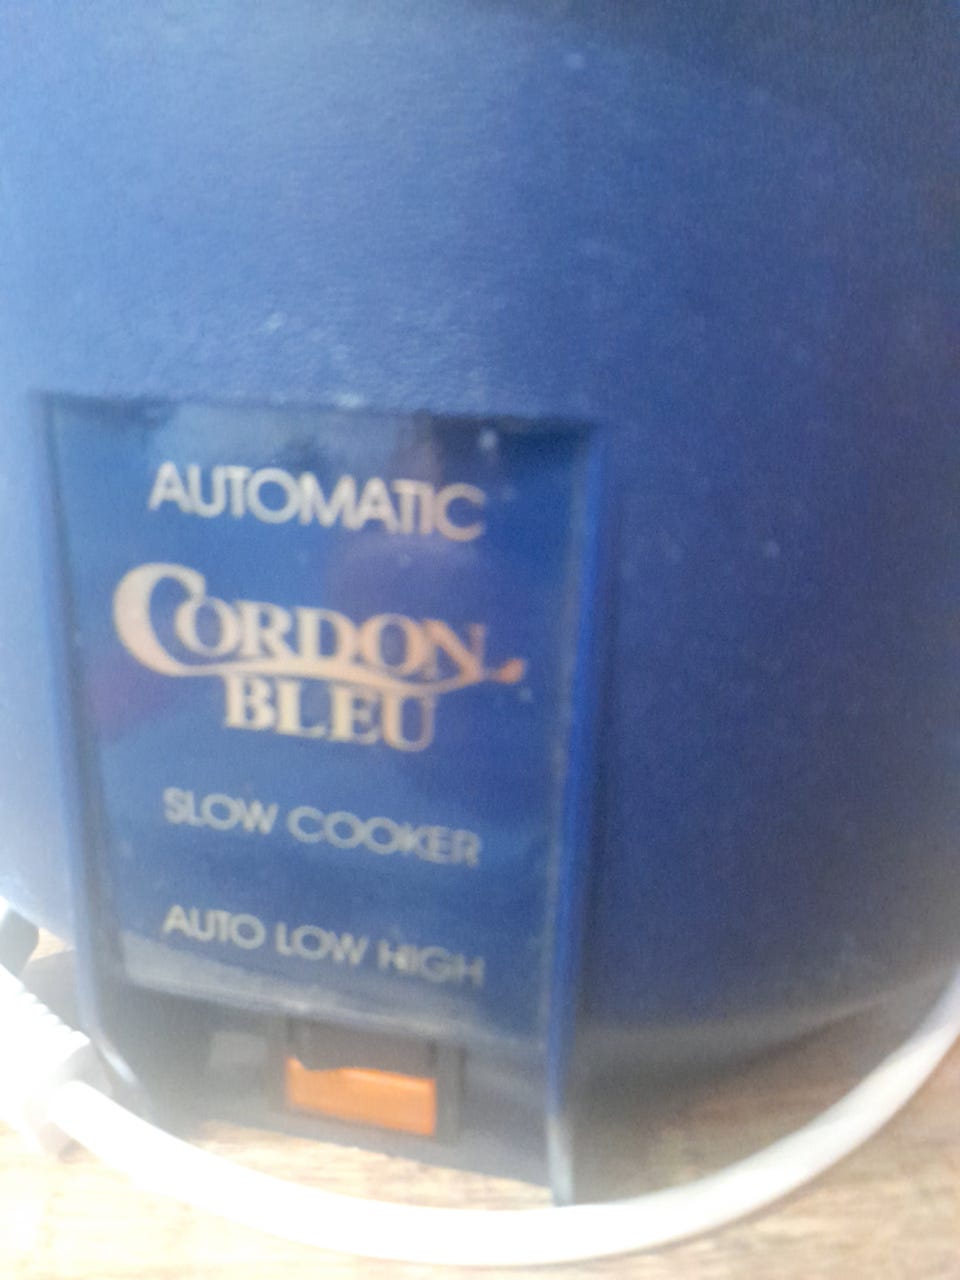 AUTOMATIC
CORDON
BLEU
SLOW COOKER
AUTO LOW HIGH